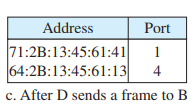 Address Port
71:2B:13:45:61:41 1
64:2B:13:45:61:13 4
c. After D sends a frame to B